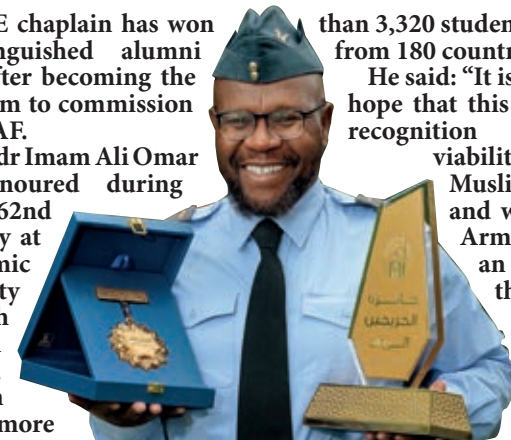 E chaplain has won
nguished alumni
fter becoming the
m to commission
AF.
dr Imam Ali Omar
noured during
62nd
y at
mic
ty
n
more
than 3,320 studen
from 180 countr
He said: “It is
hope that this
recognition
viabilit
Musli
and w
Arm
an
th
جائزة
الخريجين